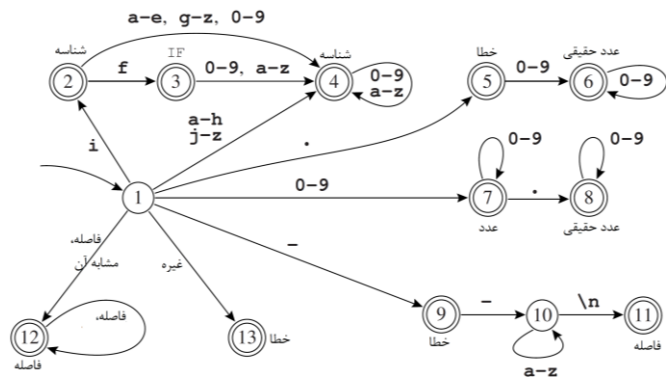 a-e, g-z, 0-9
شناسه
IF
شناسه
خطا
عدد حقیقی
2
f
3
0-9, a-z
4
0-9
a-z
5
0-9
6
0-9
a-h
j-z
i
.
0-9
0-9
1
0-9
7
.
8
عدد
عدد حقیقی
فاصله،
مشابه آن
غیره
-
فاصله،
12
فاصله
13
خطا
9
-
10
\n
11
خطا
فاصله
a-z